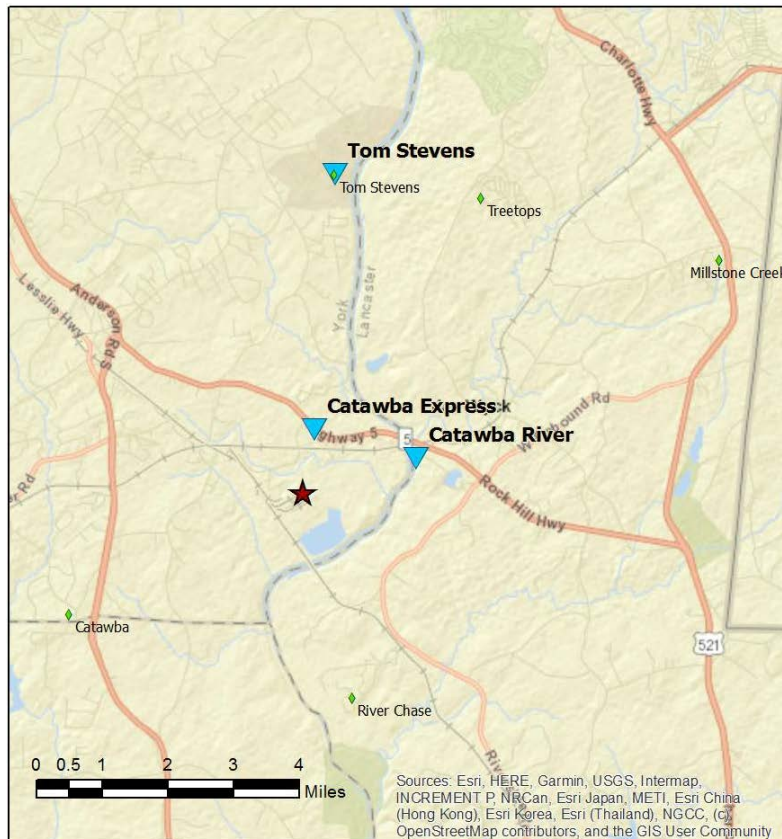 Charlotte Hwy
Tom Stevens
Tom Stevens
Treetops
Millstone Creek
York
Lancaster
Lesslie Hwy
Anderson Rd S
Catawba Express
Catawba River
5
Rock Hill Hwy
Catawba
521
River Chase
0 0.5 1 2 3 4
Miles
Sources: Esri, HERE, Garmin, USGS, Intermap,
INCREMENT P, NRCan, Esri Japan, METI, Esri China
(Hong Kong), Esri Korea, Esri (Thailand), NGCC, (c)
OpenStreetMap contributors, and the GIS User Community